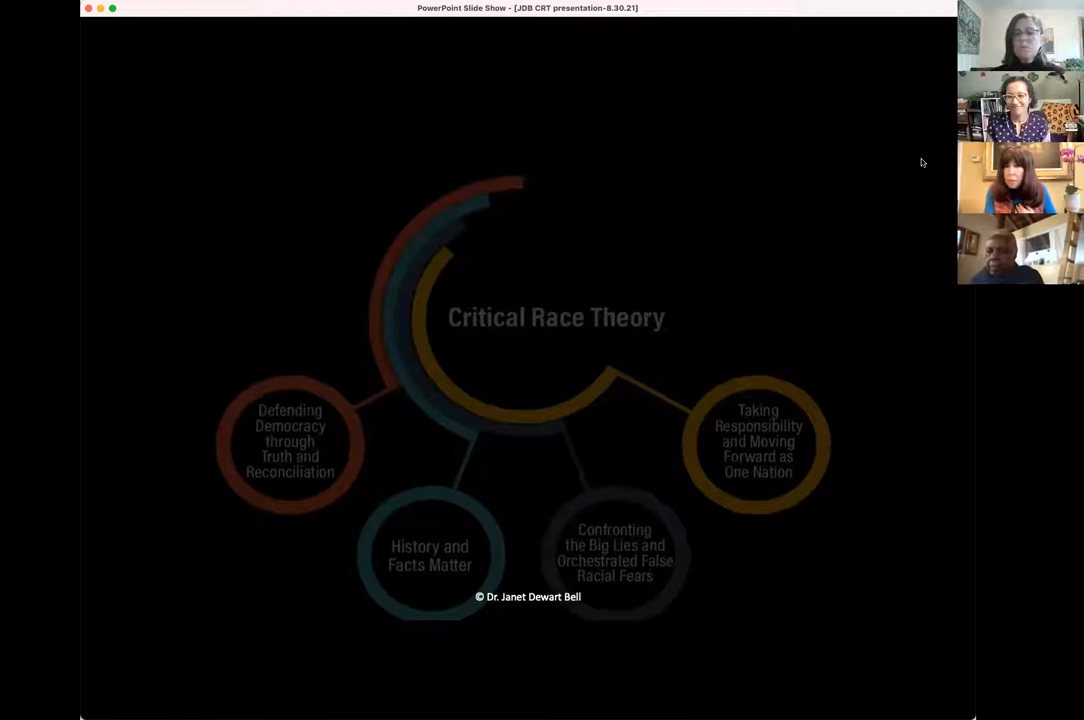 PowerPoint Slide Show - [JDB CRT presentation-8.30.21]
Critical Race Theory
Defending
Democracy
through
Truth and
Reconciliation
History and
Facts Matter
Confronting
the Big Lies and
Orchestrated False
Racial Fears
Taking
Responsibility
and Moving
Forward as
One Nation
© Dr. Janet Dewart Bell